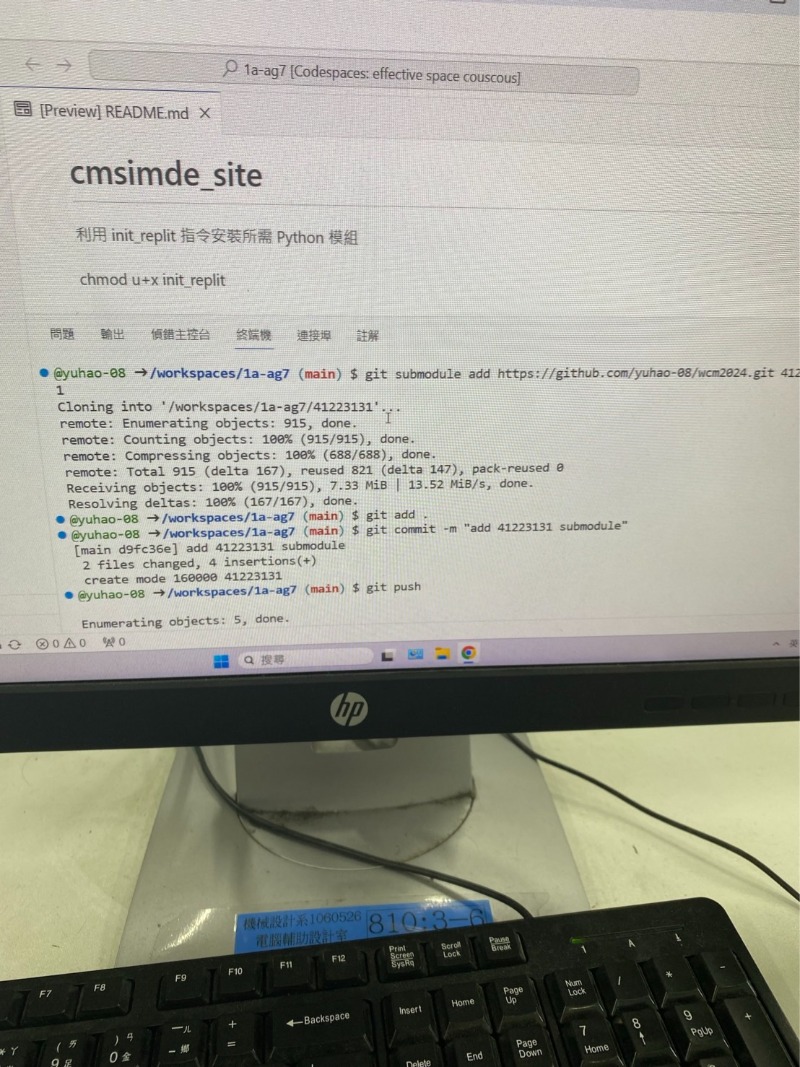 ← → 1a-ag7 [Codespaces: effective space couscous]
[Preview] README.md ×
cmsimde_site
利用 init_replit 指令安裝所需 Python 模組
chmod u+x init_replit
問題 輸出 偵錯主控台 終端機 連接埠 註解
@yuhao-08 →/workspaces/1a-ag7 (main) $ git submodule add https://github.com/yuhao-08/wcm2024.git 412
1
Cloning into '/workspaces/1a-ag7/41223131'...
remote: Enumerating objects: 915, done.
remote: Counting objects: 100% (915/915), done.
remote: Compressing objects: 100% (688/688), done.
remote: Total 915 (delta 167), reused 821 (delta 147), pack-reused 0
Receiving objects: 100% (915/915), 7.33 MiB | 13.52 MiB/s, done.
Resolving deltas: 100% (167/167), done.
@yuhao-08 →/workspaces/1a-ag7 (main) $ git add .
@yuhao-08 →/workspaces/1a-ag7 (main) $ git commit -m "add 41223131 submodule"
[main d9fc36e] add 41223131 submodule
2 files changed, 4 insertions(+)
create mode 160000 41223131
@yuhao-08 →/workspaces/1a-ag7 (main) $ git push
Enumerating objects: 5, done.
0 0 0
搜尋
英
hp
機械設計系1060526 810:3-6
電腦輔助設計室
Print Screen SysRq
Scroll Lock
Pause Break
F7 F8 F9 F10 F11 F12
1 A
Num Lock / * -
← Backspace
Insert Home Page Up
+ =
) 0 ㄢ 金
( 9 ㄞ 足
* ㄚ
ㄦ - 鄉
7 Home
8 ↑
9 PgUp
+
Delete End Page Down